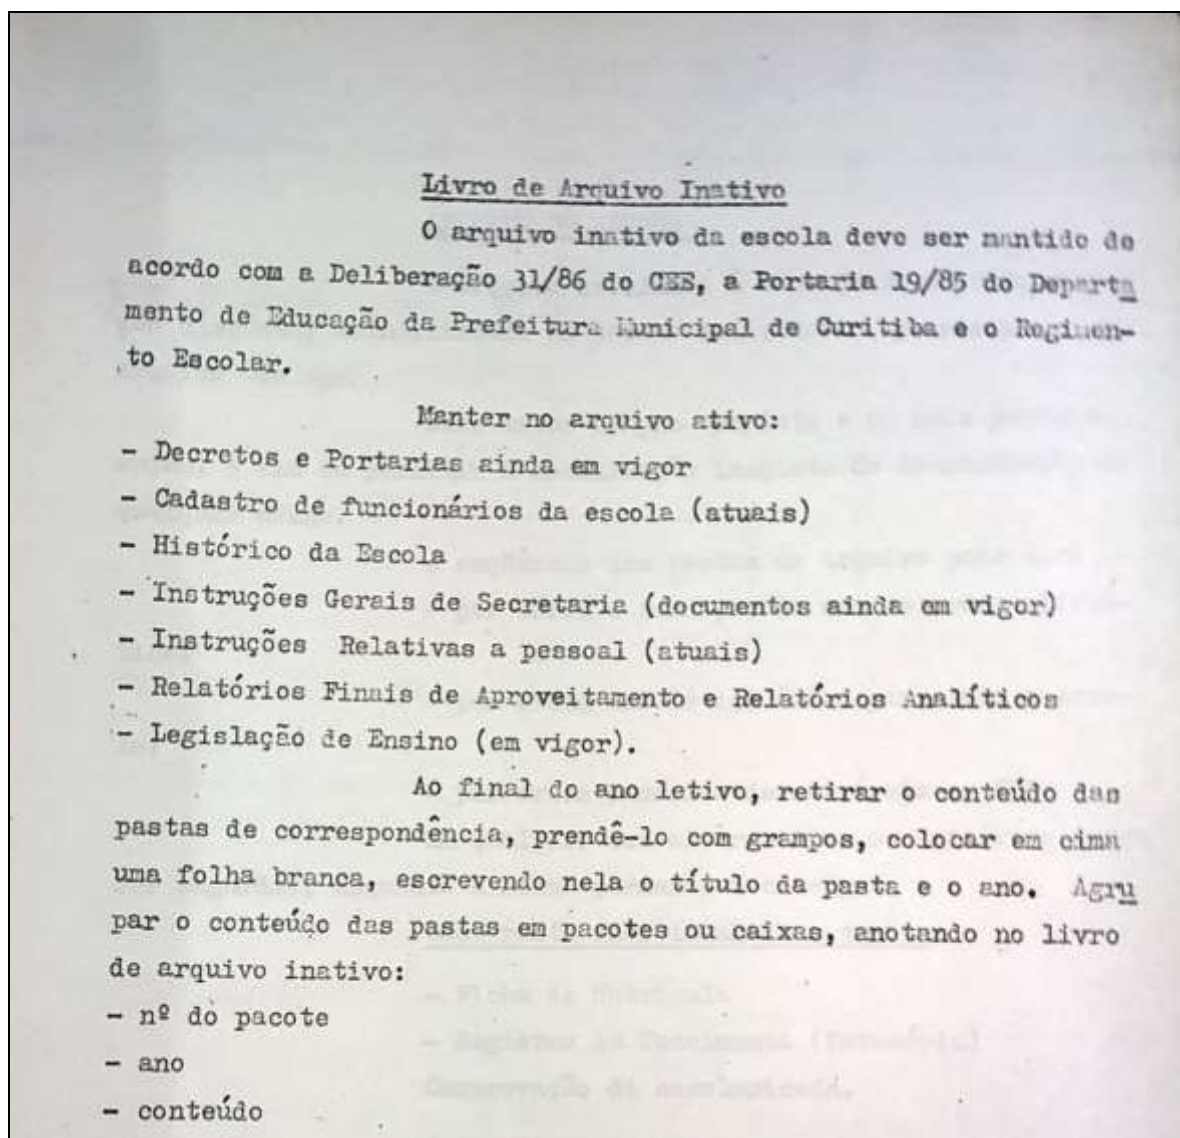 Livro de Arquivo Inativo
O arquivo inativo da escola deve ser mantido de
acordo com a Deliberação 31/86 do CEE, a Portaria 19/85 do Departa
mento de Educação da Prefeitura Municipal de Curitiba e o Regimen-
to Escolar.
Manter no arquivo ativo:
- Decretos e Portarias ainda em vigor
- Cadastro de funcionários da escola (atuais)
- Histórico da Escola
- Instruções Gerais de Secretaria (documentos ainda em vigor)
- Instruções Relativas a pessoal (atuais)
- Relatórios Finais de Aproveitamento e Relatórios Analíticos
- Legislação de Ensino (em vigor).
Ao final do ano letivo, retirar o conteúdo das
pastas de correspondência, prendê-lo com grampos, colocar em cima
uma folha branca, escrevendo nela o título da pasta e o ano. Agru
par o conteúdo das pastas em pacotes ou caixas, anotando no livro
de arquivo inativo:
- nº do pacote
- ano
- conteúdo